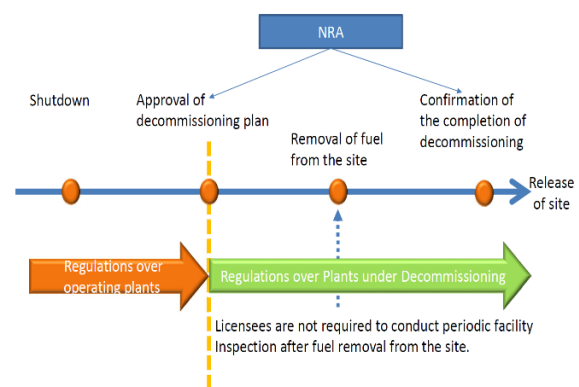 NRA
Shutdown
Approval of
decommissioning plan
Removal of fuel
from the site
Confirmation of
the completion of
decommissioning
Release
of site
Regulations over
operating plants
Regulations over Plants under Decommissioning
Licensees are not required to conduct periodic facility
Inspection after fuel removal from the site.